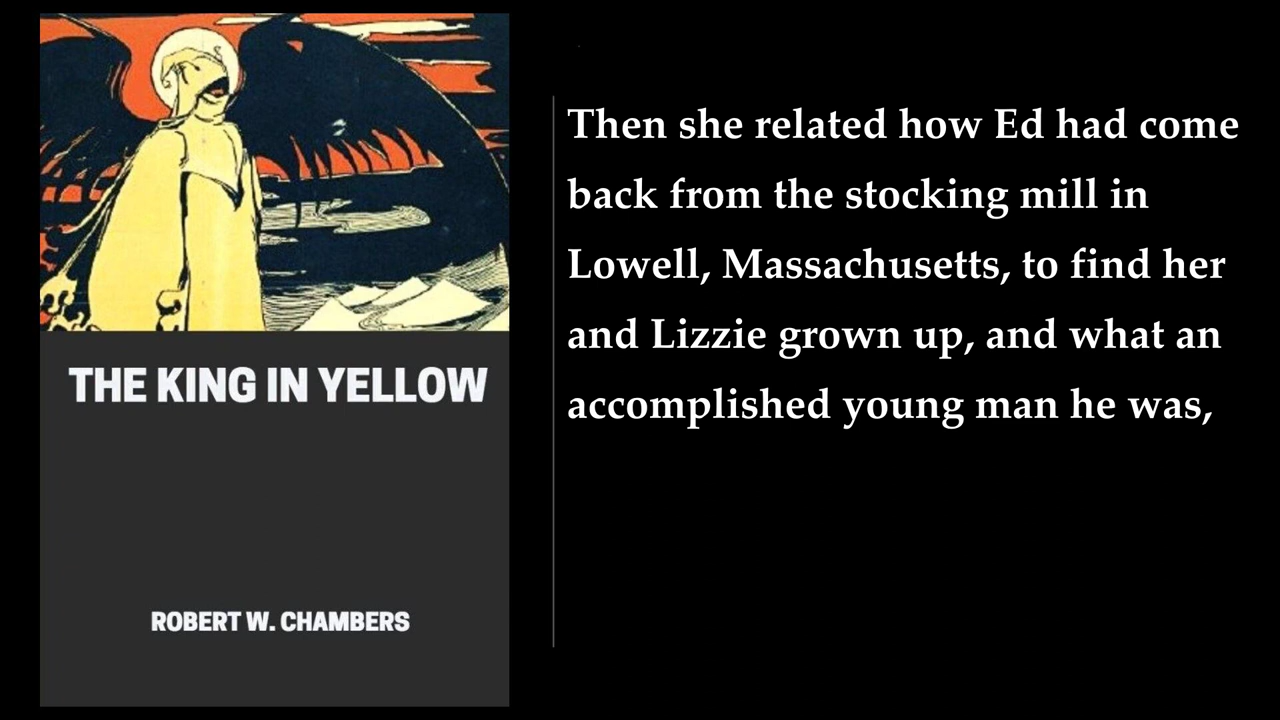 THE KING IN YELLOW
ROBERT W. CHAMBERS
Then she related how Ed had come
back from the stocking mill in
Lowell, Massachusetts, to find her
and Lizzie grown up, and what an
accomplished young man he was,